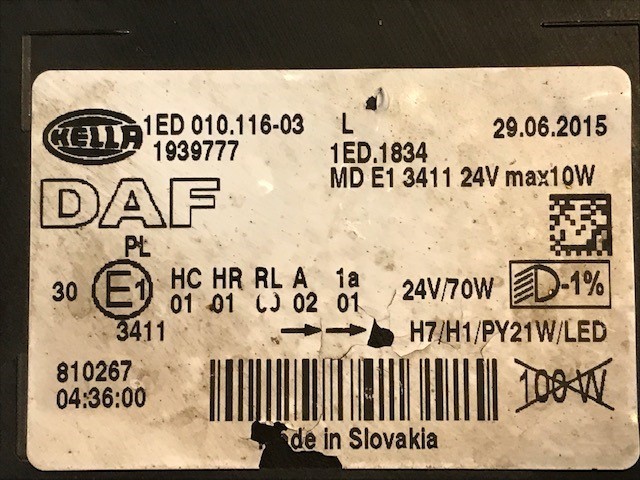 HELLA 1ED 010.116-03 L 29.06.2015
1939777 1ED.1834
DAF MD E1 3411 24V max10W
PL
30 E1 HC HR RL A 1a 24V/70W D-1%
01 01 02 01
3411 H7/H1/PY21W/LED
810267 100 W
04:36:00
in Slovakia